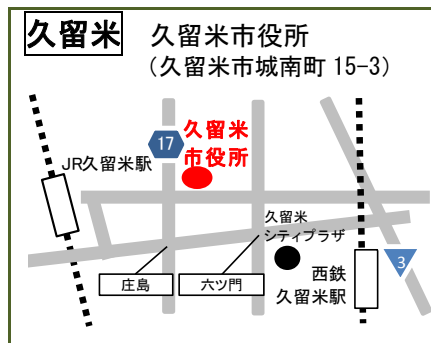 久留米
久留米市役所
（久留米市城南町 15-3）
17
久留米
市役所
JR久留米駅
久留米
シティプラザ
3
西鉄
久留米駅
庄島
六ツ門